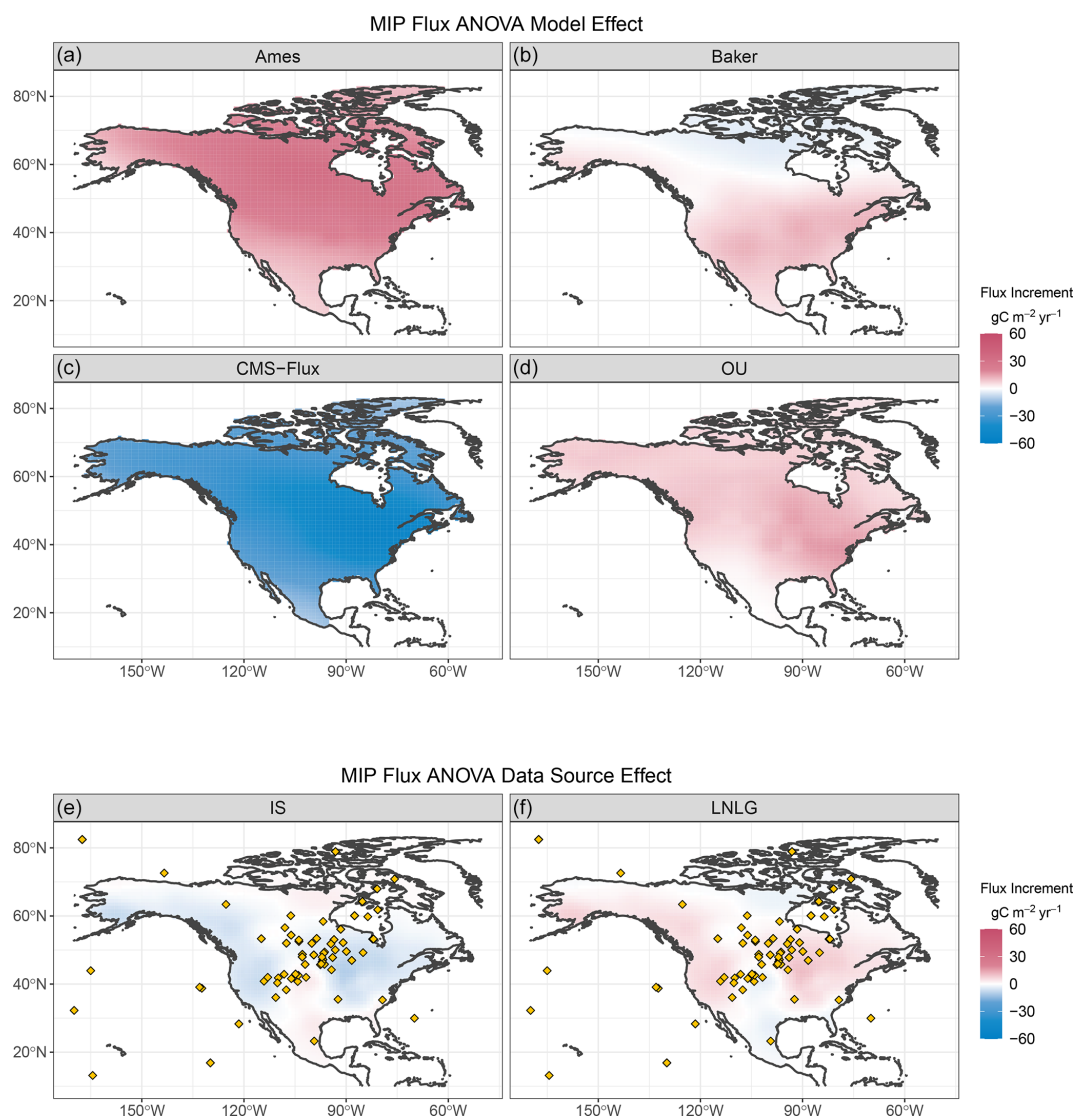 MIP Flux ANOVA Model Effect
(a) Ames
(b) Baker
80°N
60°N
40°N
20°N
Flux Increment
gC m⁻² yr⁻¹
60
30
0
−30
−60
(c) CMS−Flux
(d) OU
80°N
60°N
40°N
20°N
150°W 120°W 90°W 60°W
150°W 120°W 90°W 60°W
MIP Flux ANOVA Data Source Effect
(e) IS
(f) LNLG
80°N
60°N
40°N
20°N
Flux Increment
gC m⁻² yr⁻¹
60
30
0
−30
−60
150°W 120°W 90°W 60°W
150°W 120°W 90°W 60°W